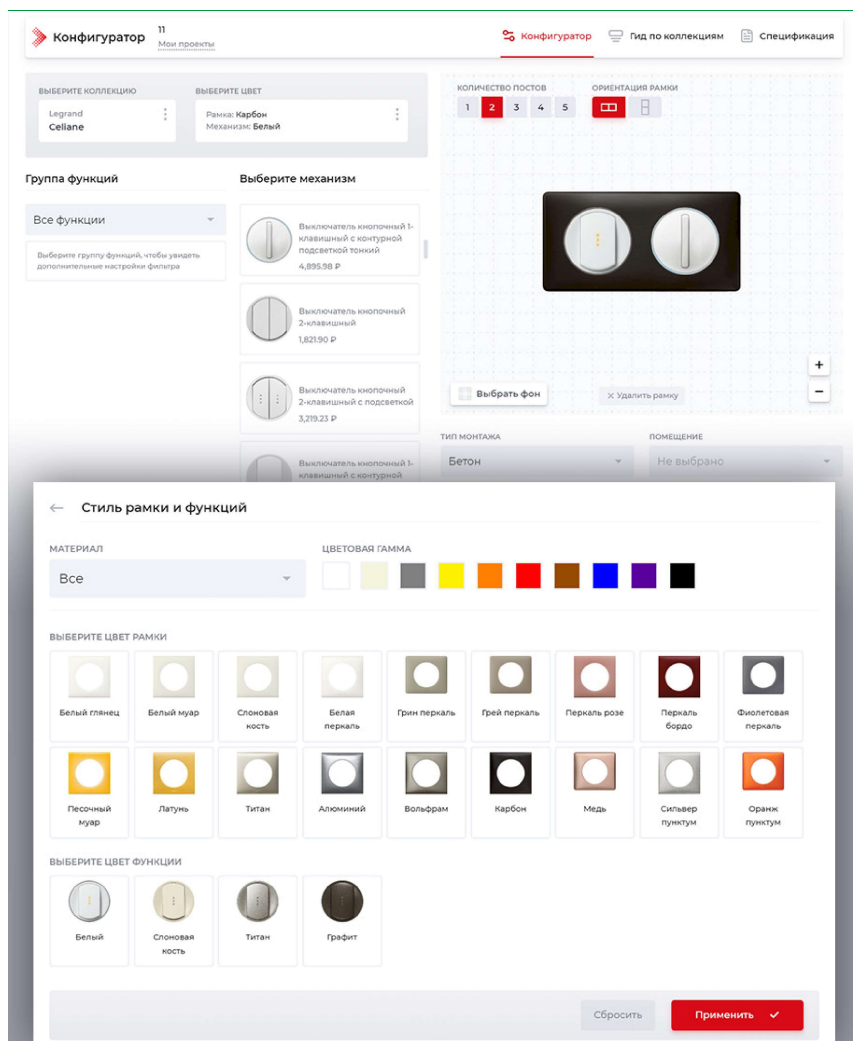 Конфигуратор
11
Мои проекты
Конфигуратор
Гид по коллекциям
Спецификация
ВЫБЕРИТЕ КОЛЛЕКЦИЮ
Legrand
Celiane
ВЫБЕРИТЕ ЦВЕТ
Рамка: Карбон
Механизм: Белый
КОЛИЧЕСТВО ПОСТОВ
1 2 3 4 5
ОРИЕНТАЦИЯ РАМКИ
Группа функций
Все функции
Выберите группу функций, чтобы увидеть
дополнительные настройки фильтра
Выберите механизм
Выключатель кнопочный 1-
клавишный с контурной
подсветкой тонкий
4,895.98 ₽
Выключатель кнопочный
2-клавишный
1,821.90 ₽
Выключатель кнопочный
2-клавишный с подсветкой
3,219.23 ₽
Выключатель кнопочный 1-
клавишный с контурной
+
−
Выбрать фон
× Удалить рамку
ТИП МОНТАЖА
Бетон
ПОМЕЩЕНИЕ
Не выбрано
← Стиль рамки и функций
МАТЕРИАЛ
Все
ЦВЕТОВАЯ ГАММА
ВЫБЕРИТЕ ЦВЕТ РАМКИ
Белый глянец
Белый муар
Слоновая
кость
Белая
перкаль
Грин перкаль
Грей перкаль
Перкаль розе
Перкаль
бордо
Фиолетовая
перкаль
Песочный
муар
Латунь
Титан
Алюминий
Вольфрам
Карбон
Медь
Сильвер
пунктум
Оранж
пунктум
ВЫБЕРИТЕ ЦВЕТ ФУНКЦИИ
Белый
Слоновая
кость
Титан
Графит
Сбросить
Применить